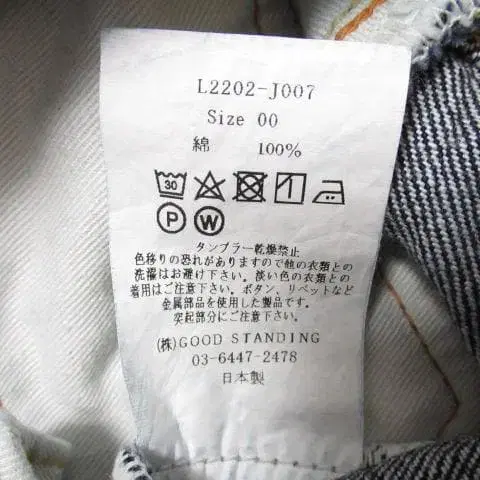 L2202-J007
Size 00
綿 100%
30
P W
タンブラー乾燥禁止
色移りの恐れがありますので他の衣類との
洗濯はお避け下さい。淡い色の衣類との
着用はご注意下さい。ボタン、リベットなど
金属部品を使用した製品です。
突起部分にご注意下さい。
(株)GOOD STANDING
03-6447-2478
日本製